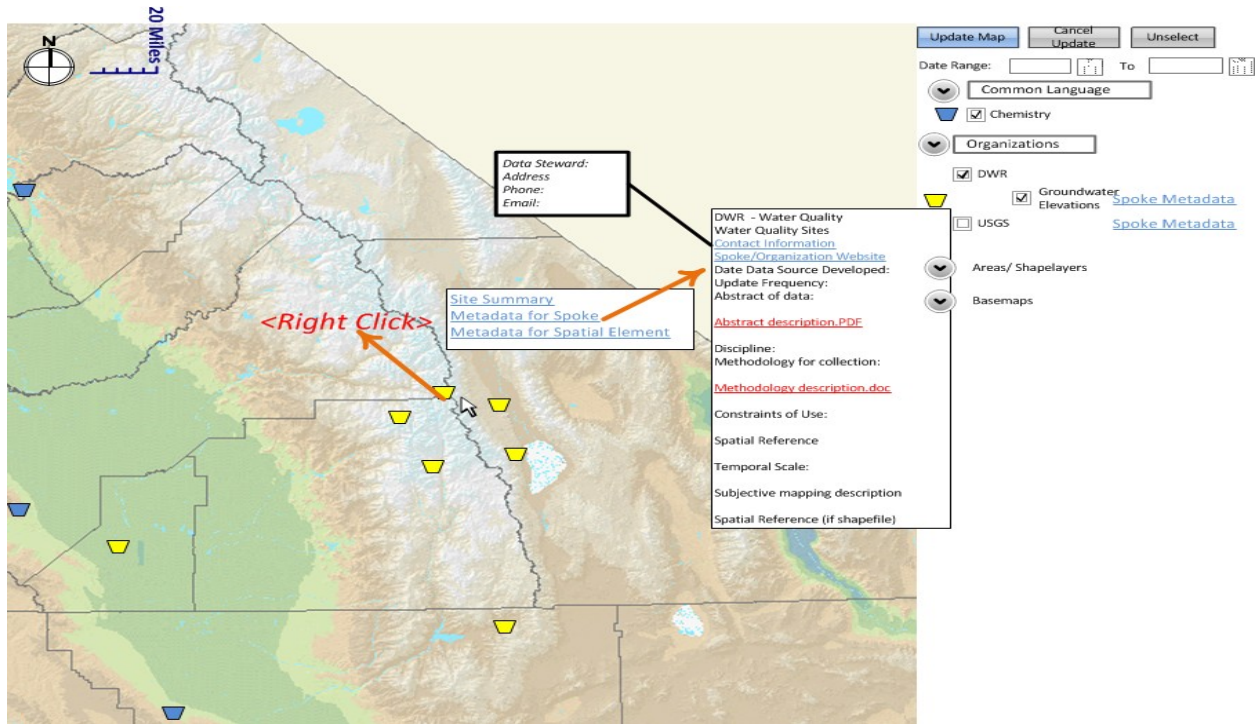 N
20 Miles
Update Map
Cancel
Update
Unselect
Date Range:
To
Common Language
Chemistry
Organizations
DWR
Groundwater
Elevations
Spoke Metadata
USGS
Spoke Metadata
Areas/ Shapelayers
Basemaps
Data Steward:
Address
Phone:
Email:
DWR - Water Quality
Water Quality Sites
Contact Information
Spoke/Organization Website
Date Data Source Developed:
Update Frequency:
Abstract of data:
Abstract description.PDF
Discipline:
Methodology for collection:
Methodology description.doc
Constraints of Use:
Spatial Reference
Temporal Scale:
Subjective mapping description
Spatial Reference (if shapefile)
Site Summary
Metadata for Spoke
Metadata for Spatial Element
<Right Click>